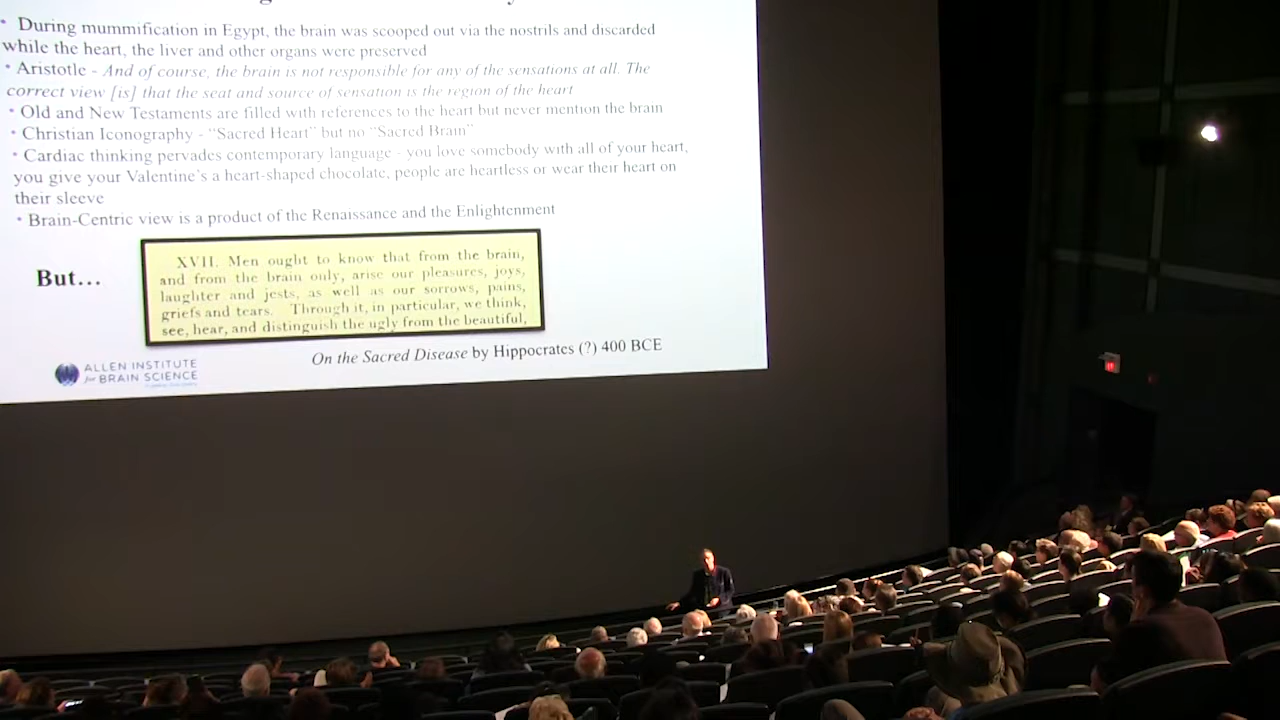 • During mummification in Egypt, the brain was scooped out via the nostrils and discarded
while the heart, the liver and other organs were preserved
• Aristotle - And of course, the brain is not responsible for any of the sensations at all. The
correct view [is] that the seat and source of sensation is the region of the heart
• Old and New Testaments are filled with references to the heart but never mention the brain
• Christian Iconography - “Sacred Heart” but no “Sacred Brain”
• Cardiac thinking pervades contemporary language - you love somebody with all of your heart,
you give your Valentine’s a heart-shaped chocolate, people are heartless or wear their heart on
their sleeve
• Brain-Centric view is a product of the Renaissance and the Enlightenment
But...
XVII. Men ought to know that from the brain,
and from the brain only, arise our pleasures, joys,
laughter and jests, as well as our sorrows, pains,
griefs and tears. Through it, in particular, we think,
see, hear, and distinguish the ugly from the beautiful,
On the Sacred Disease by Hippocrates (?) 400 BCE
ALLEN INSTITUTE
for BRAIN SCIENCE